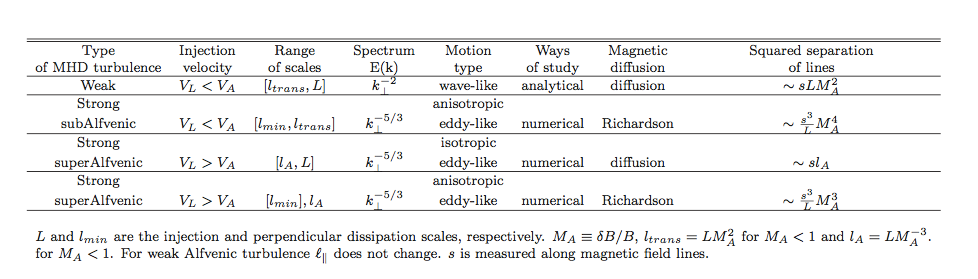 Type Injection Range Spectrum Motion Ways Magnetic Squared separation
of MHD turbulence velocity of scales E(k) type of study diffusion of lines
Weak V_L < V_A [l_trans, L] k_⊥^−2 wave-like analytical diffusion ∼ sLM_A^2
Strong anisotropic
subAlfvenic V_L < V_A [l_min, l_trans] k_⊥^−5/3 eddy-like numerical Richardson ∼ s^3/L M_A^4
Strong isotropic
superAlfvenic V_L > V_A [l_A, L] k_⊥^−5/3 eddy-like numerical diffusion ∼ sl_A
Strong anisotropic
superAlfvenic V_L > V_A [l_min], l_A k_⊥^−5/3 eddy-like numerical Richardson ∼ s^3/L M_A^3
L and l_min are the injection and perpendicular dissipation scales, respectively. M_A ≡ δB/B, l_trans = LM_A^2 for M_A < 1 and l_A = LM_A^−3.
for M_A < 1. For weak Alfvenic turbulence ℓ_∥ does not change. s is measured along magnetic field lines.